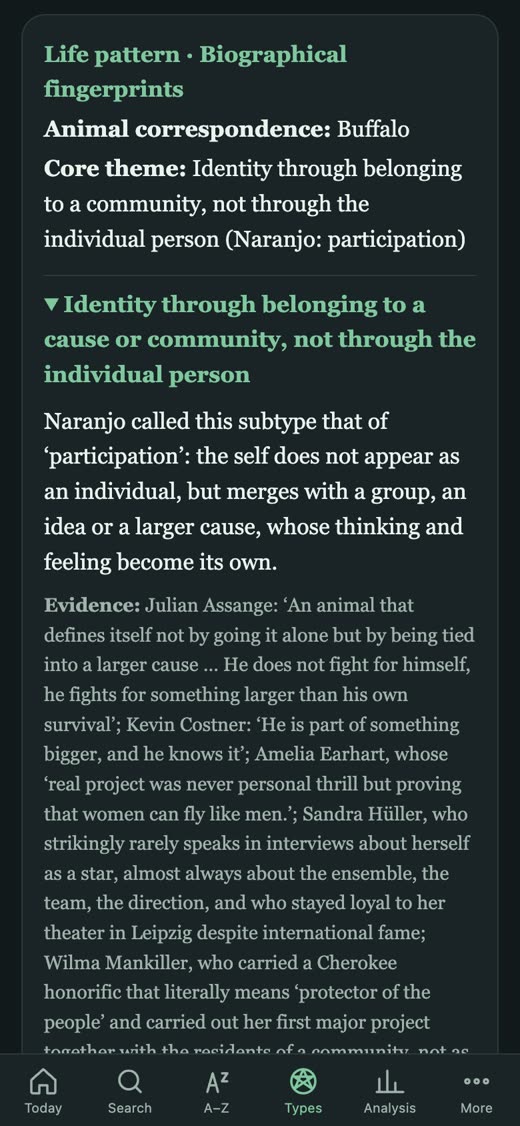 Life pattern · Biographical
fingerprints
Animal correspondence: Buffalo
Core theme: Identity through belonging
to a community, not through the
individual person (Naranjo: participation)
▼ Identity through belonging to a
cause or community, not through the
individual person
Naranjo called this subtype that of
‘participation’: the self does not appear as
an individual, but merges with a group, an
idea or a larger cause, whose thinking and
feeling become its own.
Evidence: Julian Assange: ‘An animal that
defines itself not by going it alone but by being tied
into a larger cause ... He does not fight for himself,
he fights for something larger than his own
survival’; Kevin Costner: ‘He is part of something
bigger, and he knows it’; Amelia Earhart, whose
‘real project was never personal thrill but proving
that women can fly like men.’; Sandra Hüller, who
strikingly rarely speaks in interviews about herself
as a star, almost always about the ensemble, the
team, the direction, and who stayed loyal to her
theater in Leipzig despite international fame;
Wilma Mankiller, who carried a Cherokee
honorific that literally means ‘protector of the
people’ and carried out her first major project
together with the residents of a community, not as
Today
Search
A–Z
Types
Analysis
More